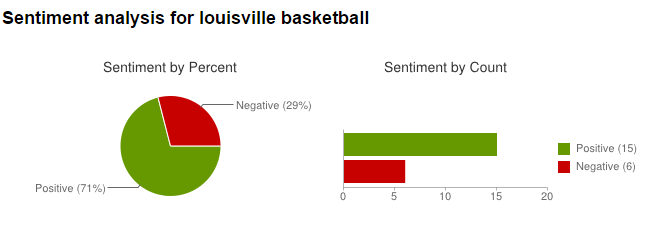 Sentiment analysis for louisville basketball
Sentiment by Percent
Negative (29%)
Positive (71%)
Sentiment by Count
Positive (15)
Negative (6)
0 5 10 15 20